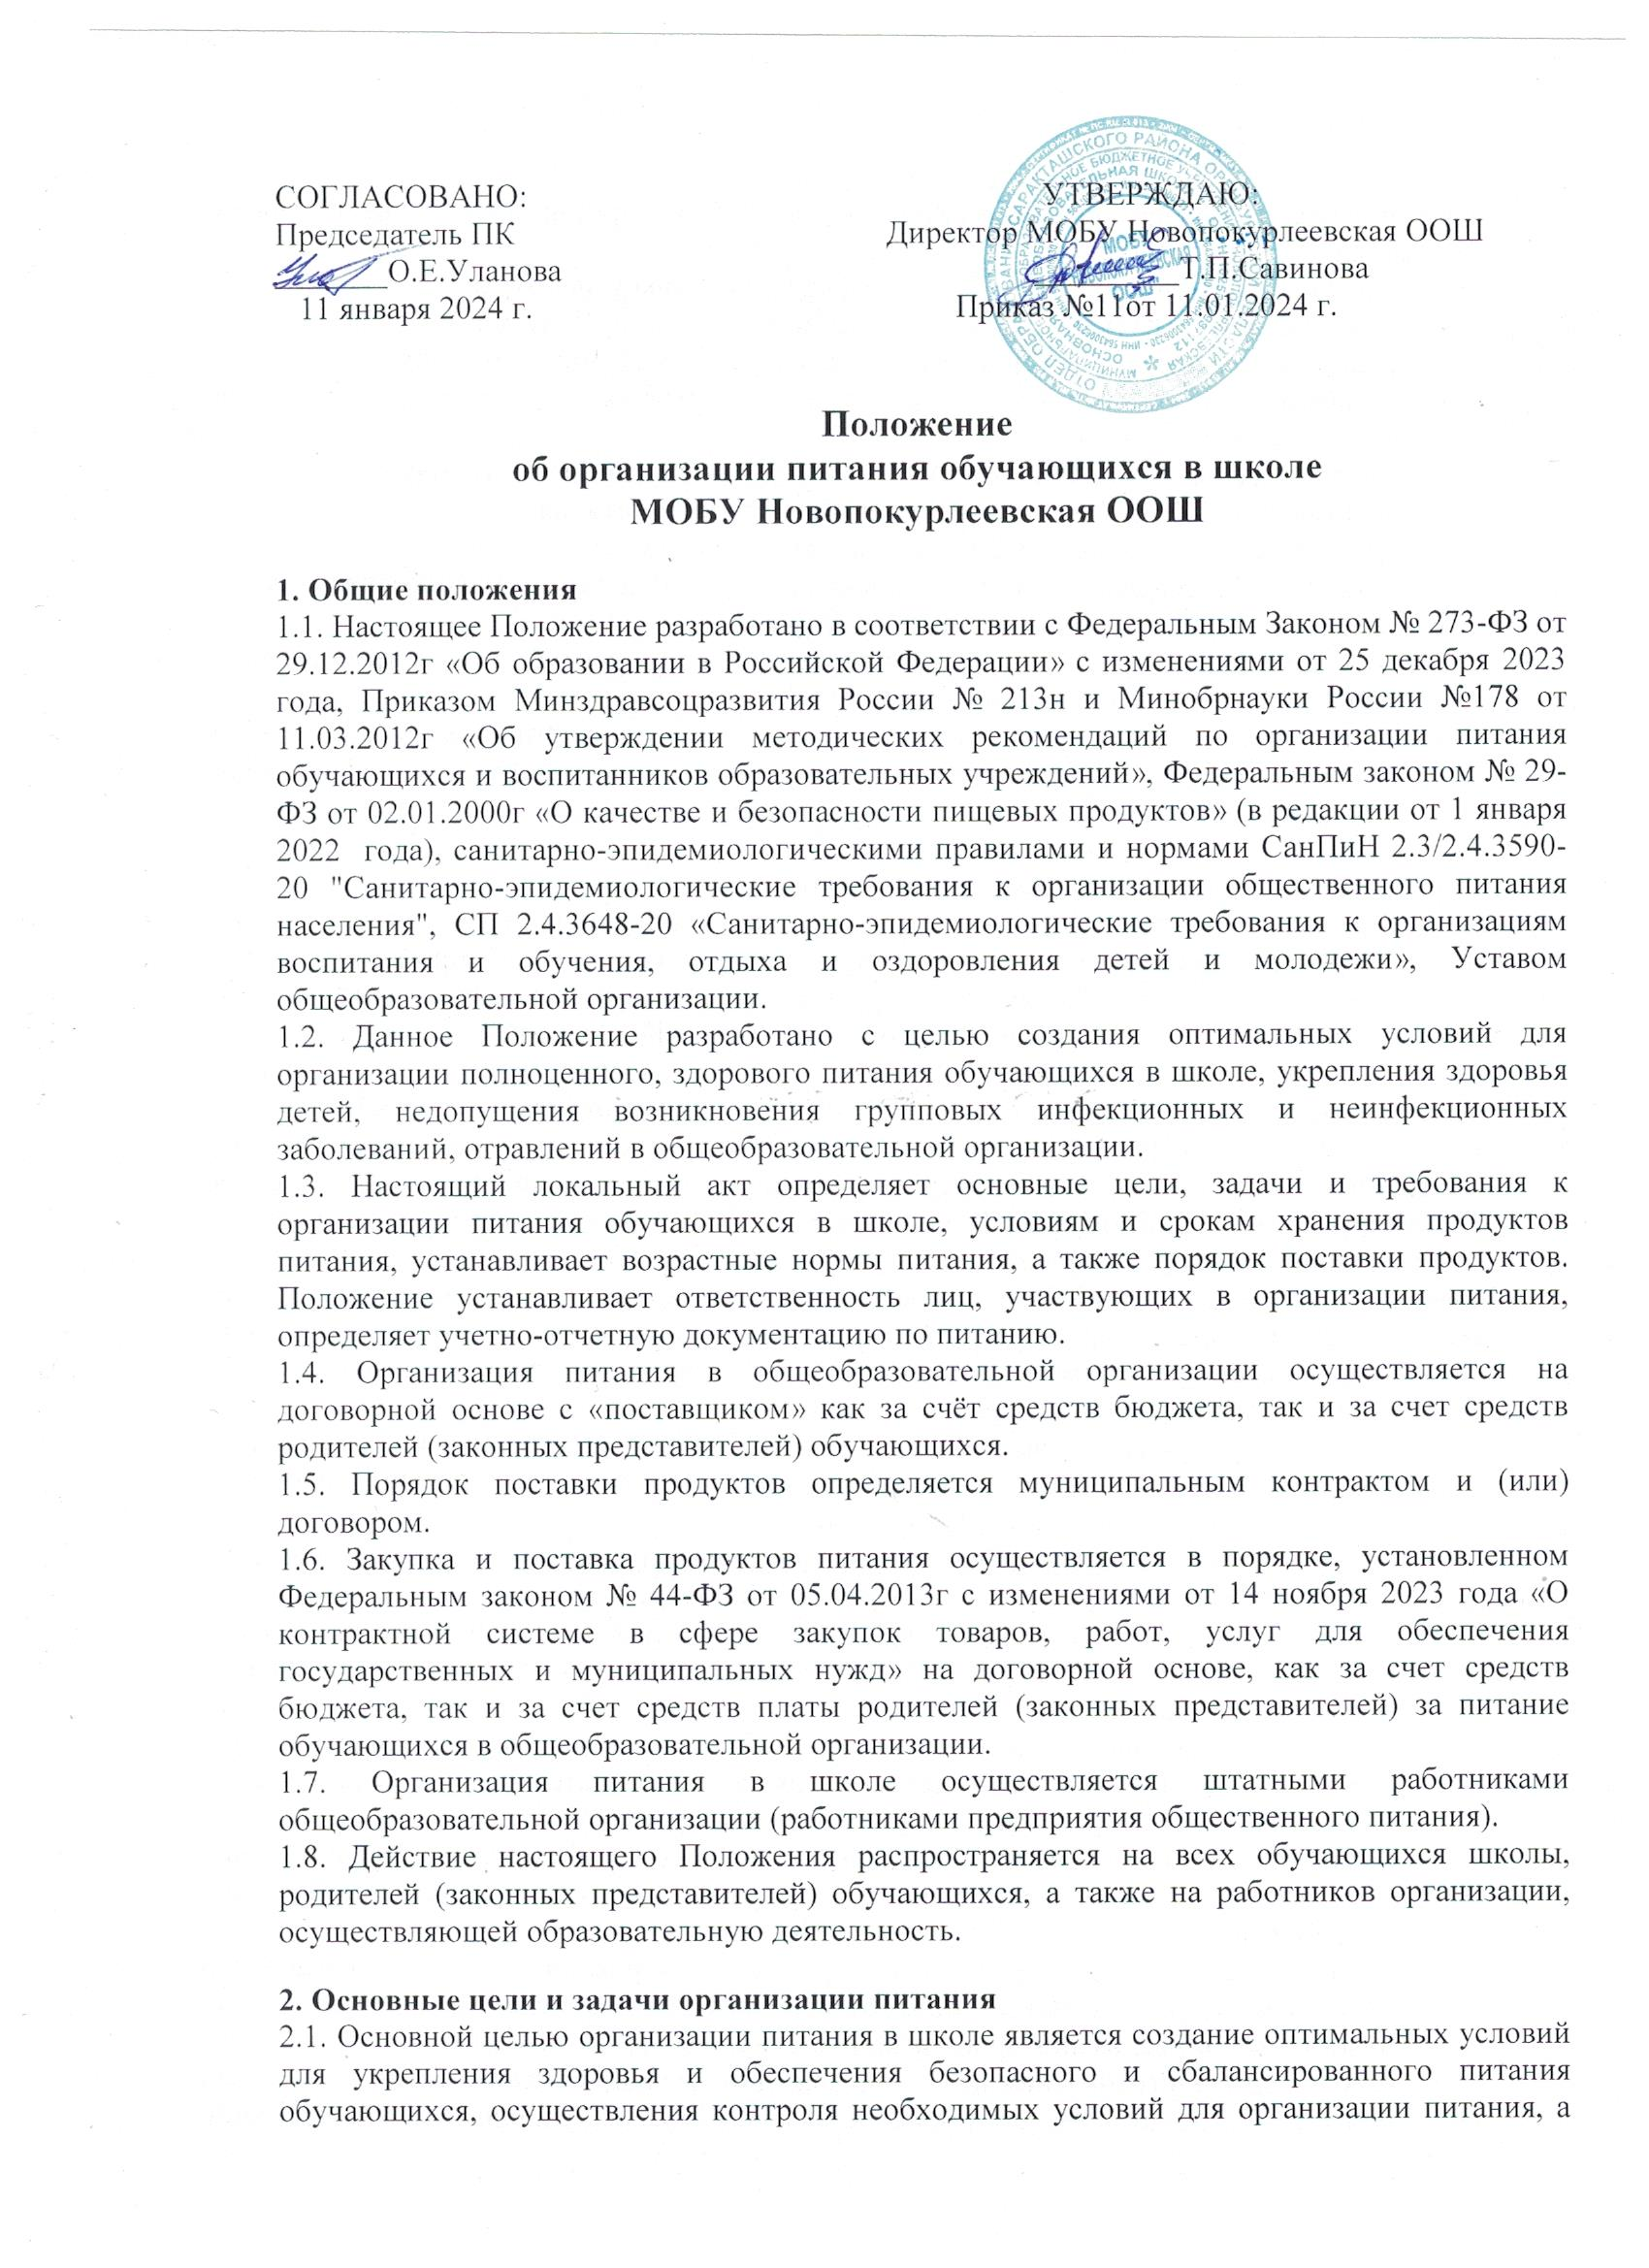 СОГЛАСОВАНО:
Председатель ПК
О.Е.Уланова
11 января 2024 г.
УТВЕРЖДАЮ:
Директор МОБУ Новопокурлеевская ООШ
Т.П.Савинова
Приказ №11от 11.01.2024 г.
Положение
об организации питания обучающихся в школе
МОБУ Новопокурлеевская ООШ
1. Общие положения
1.1. Настоящее Положение разработано в соответствии с Федеральным Законом № 273-ФЗ от
29.12.2012г «Об образовании в Российской Федерации» с изменениями от 25 декабря 2023
года, Приказом Минздравсоцразвития России № 213н и Минобрнауки России №178 от
11.03.2012г «Об утверждении методических рекомендаций по организации питания
обучающихся и воспитанников образовательных учреждений», Федеральным законом № 29-
ФЗ от 02.01.2000г «О качестве и безопасности пищевых продуктов» (в редакции от 1 января
2022 года), санитарно-эпидемиологическими правилами и нормами СанПиН 2.3/2.4.3590-
20 "Санитарно-эпидемиологические требования к организации общественного питания
населения", СП 2.4.3648-20 «Санитарно-эпидемиологические требования к организациям
воспитания и обучения, отдыха и оздоровления детей и молодежи», Уставом
общеобразовательной организации.
1.2. Данное Положение разработано с целью создания оптимальных условий для
организации полноценного, здорового питания обучающихся в школе, укрепления здоровья
детей, недопущения возникновения групповых инфекционных и неинфекционных
заболеваний, отравлений в общеобразовательной организации.
1.3. Настоящий локальный акт определяет основные цели, задачи и требования к
организации питания обучающихся в школе, условиям и срокам хранения продуктов
питания, устанавливает возрастные нормы питания, а также порядок поставки продуктов.
Положение устанавливает ответственность лиц, участвующих в организации питания,
определяет учетно-отчетную документацию по питанию.
1.4. Организация питания в общеобразовательной организации осуществляется на
договорной основе с «поставщиком» как за счёт средств бюджета, так и за счет средств
родителей (законных представителей) обучающихся.
1.5. Порядок поставки продуктов определяется муниципальным контрактом и (или)
договором.
1.6. Закупка и поставка продуктов питания осуществляется в порядке, установленном
Федеральным законом № 44-ФЗ от 05.04.2013г с изменениями от 14 ноября 2023 года «О
контрактной системе в сфере закупок товаров, работ, услуг для обеспечения
государственных и муниципальных нужд» на договорной основе, как за счет средств
бюджета, так и за счет средств платы родителей (законных представителей) за питание
обучающихся в общеобразовательной организации.
1.7. Организация питания в школе осуществляется штатными работниками
общеобразовательной организации (работниками предприятия общественного питания).
1.8. Действие настоящего Положения распространяется на всех обучающихся школы,
родителей (законных представителей) обучающихся, а также на работников организации,
осуществляющей образовательную деятельность.
2. Основные цели и задачи организации питания
2.1. Основной целью организации питания в школе является создание оптимальных условий
для укрепления здоровья и обеспечения безопасного и сбалансированного питания
обучающихся, осуществления контроля необходимых условий для организации питания, а